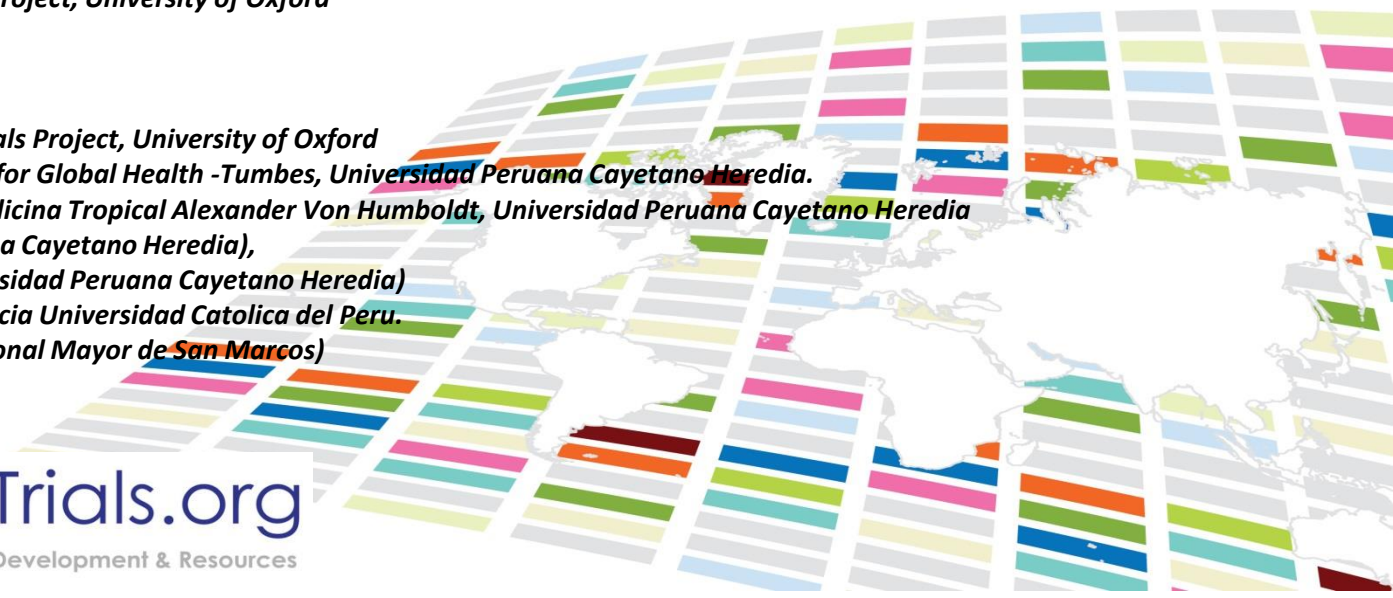 roject, University of Oxford
als Project, University of Oxford
for Global Health -Tumbes, Universidad Peruana Cayetano Heredia.
dicina Tropical Alexander Von Humboldt, Universidad Peruana Cayetano Heredia
a Cayetano Heredia),
sidad Peruana Cayetano Heredia)
cia Universidad Catolica del Peru.
onal Mayor de San Marcos)
Trials.org
Development & Resources